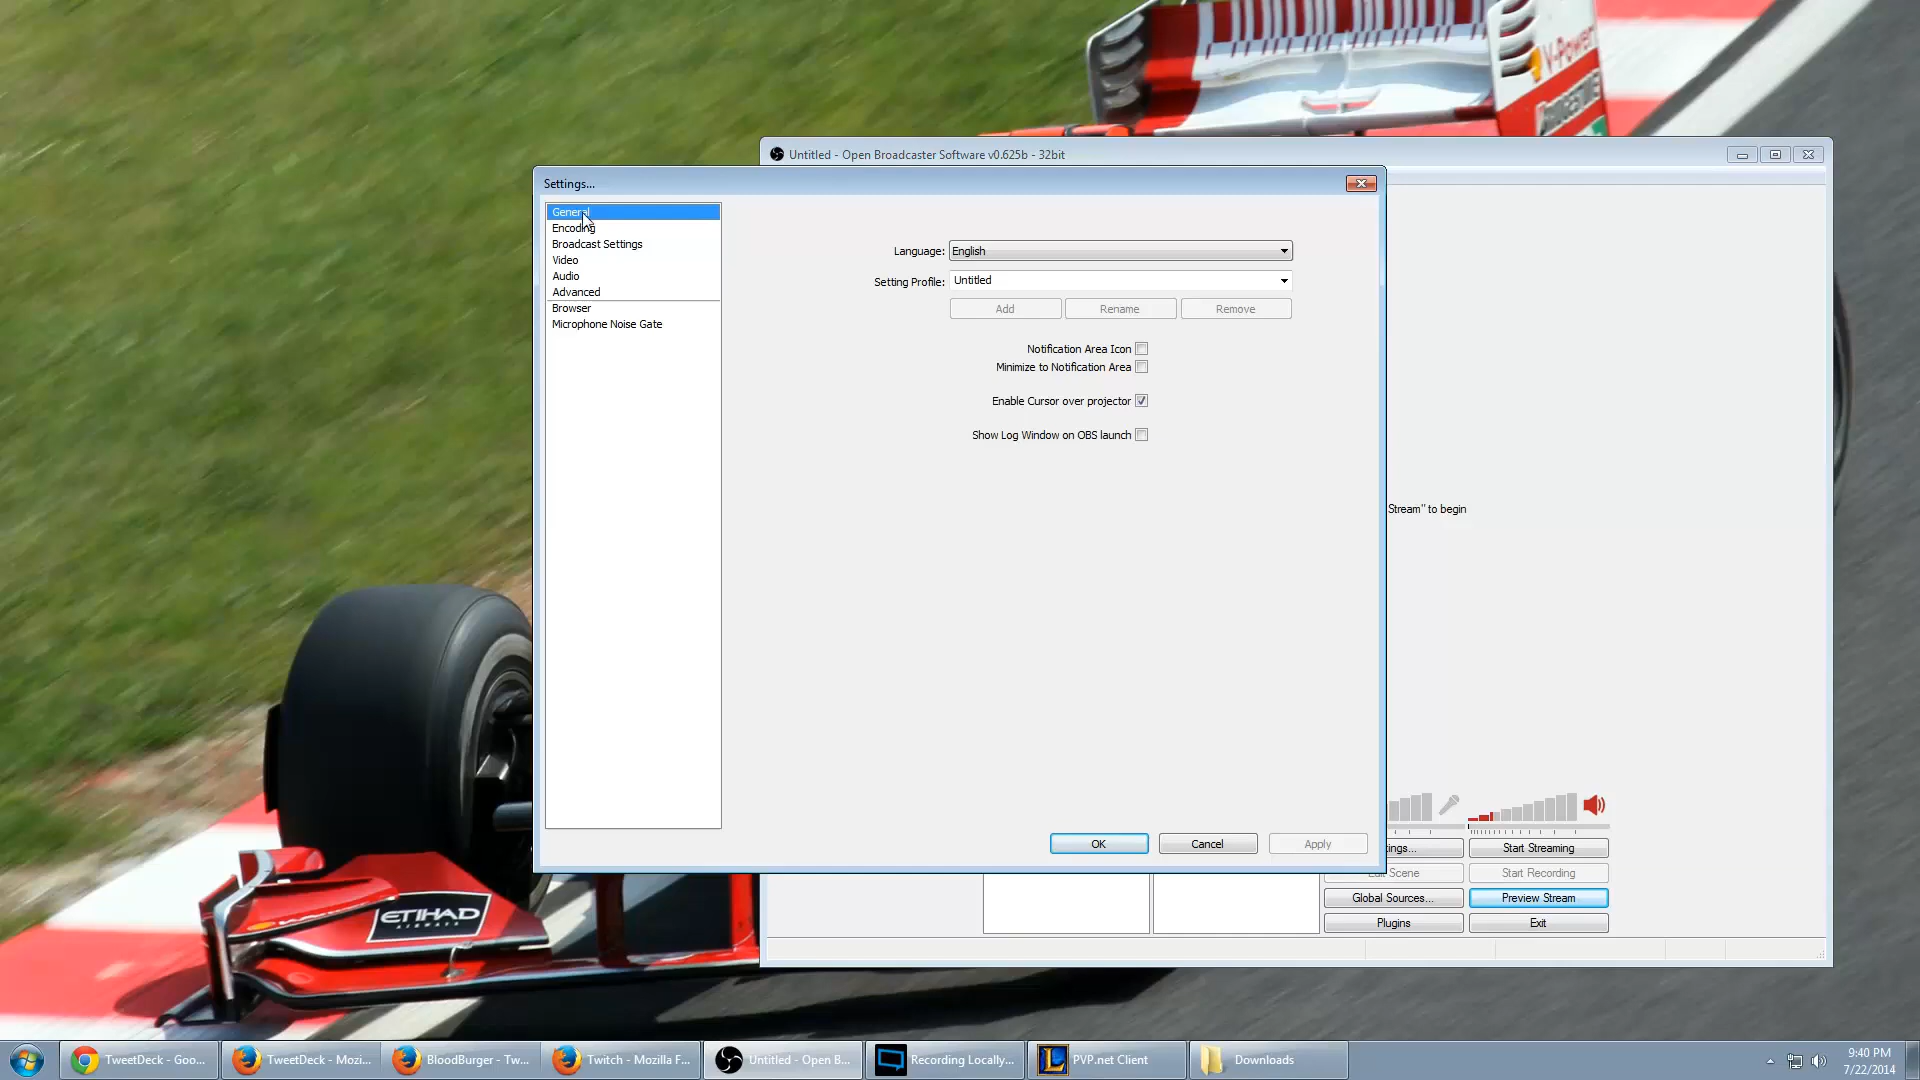 V-Power
Untitled - Open Broadcaster Software v0.625b - 32bit
Settings...
General
Encoding
Broadcast Settings
Video
Audio
Advanced
Browser
Microphone Noise Gate
Language: English
Setting Profile: Untitled
Add Rename Remove
Notification Area Icon
Minimize to Notification Area
Enable Cursor over projector
Show Log Window on OBS launch
Stream" to begin
OK Cancel Apply
ings... Start Streaming
Edit Scene Start Recording
Global Sources... Preview Stream
Plugins Exit
ETIHAD
AIRWAYS
TweetDeck - Goo... TweetDeck - Mozi... BloodBurger - Tw... Twitch - Mozilla F... Untitled - Open B... Recording Locally... PVP.net Client Downloads
9:40 PM
7/22/2014